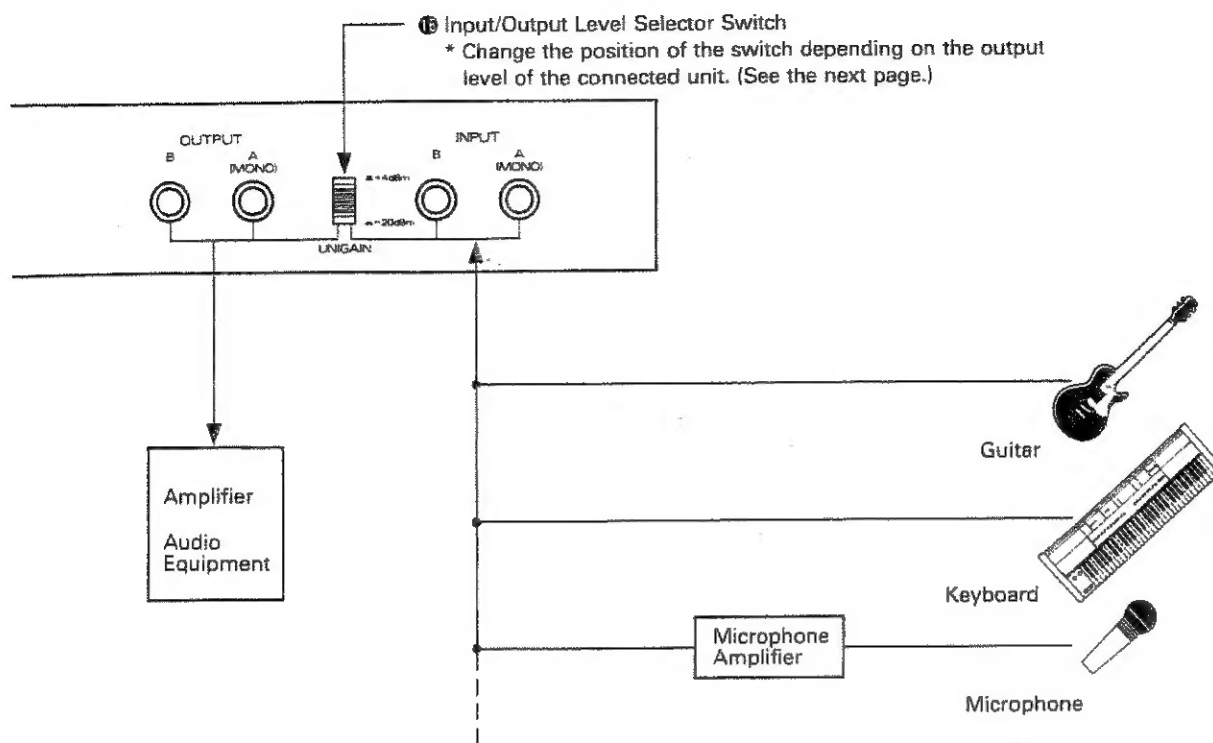 Input/Output Level Selector Switch
* Change the position of the switch depending on the output
level of the connected unit. (See the next page.)
OUTPUT
B
A
(MONO)
INPUT
B
A
(MONO)
UNIGAIN
Guitar
Amplifier
Audio
Equipment
Keyboard
Microphone
Amplifier
Microphone